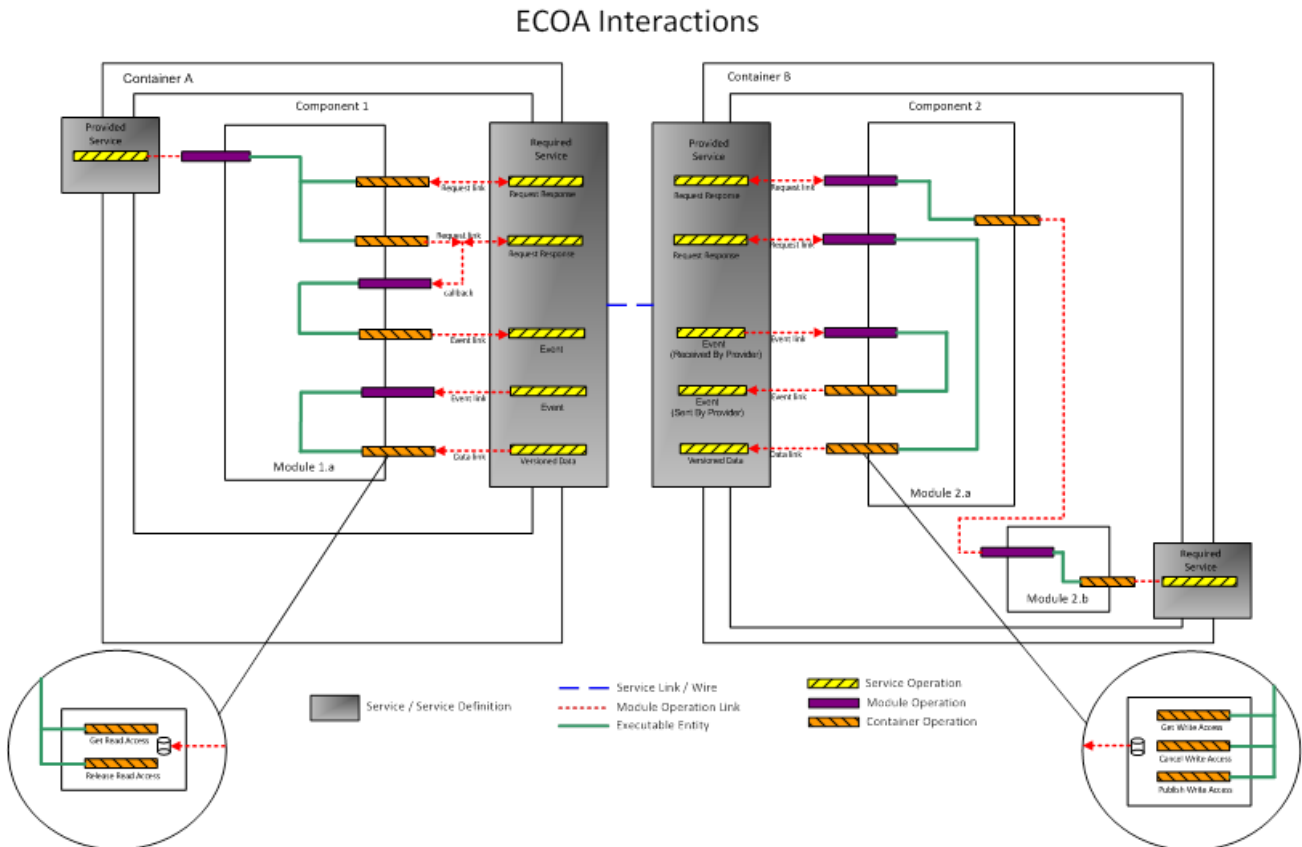 ECOA Interactions
Container A
Component 1
Provided
Service
Required
Service
Request link
Request Response
Request link
Request Response
callback
Event link
Event
Event link
Event
Data link
Versioned Data
Module 1.a
Container B
Component 2
Provided
Service
Request Response
Request link
Request Response
Request link
Event
(Received By Provider)
Event link
Event
(Sent By Provider)
Event link
Versioned Data
Data link
Module 2.a
Module 2.b
Required
Service
Get Read Access
Release Read Access
Service / Service Definition
Service Link / Wire
Module Operation Link
Executable Entity
Service Operation
Module Operation
Container Operation
Get Write Access
Cancel Write Access
Publish Write Access